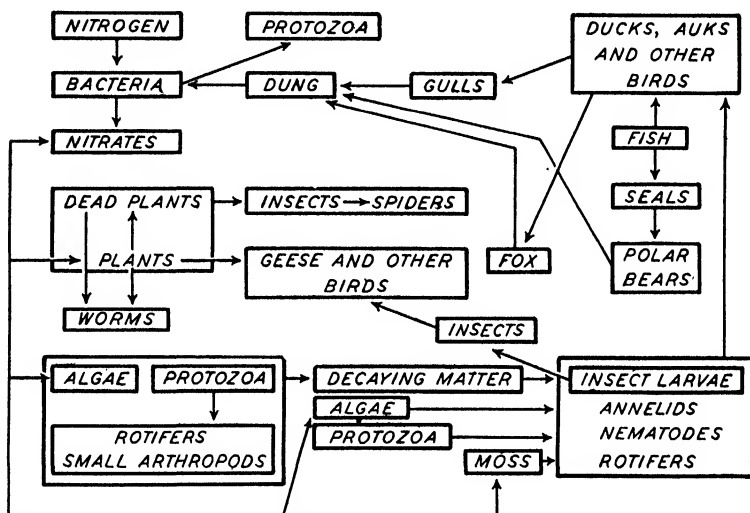 NITROGEN
PROTOZOA
DUCKS, AUKS
AND OTHER
BIRDS
BACTERIA
DUNG
GULLS
NITRATES
FISH
DEAD PLANTS
INSECTS
SPIDERS
SEALS
PLANTS
GEESE AND OTHER
BIRDS
FOX
POLAR
BEARS
WORMS
INSECTS
ALGAE
PROTOZOA
DECAYING MATTER
INSECT LARVAE
ALGAE
ANNELIDS
ROTIFERS
SMALL ARTHROPODS
PROTOZOA
NEMATODES
MOSS
ROTIFERS